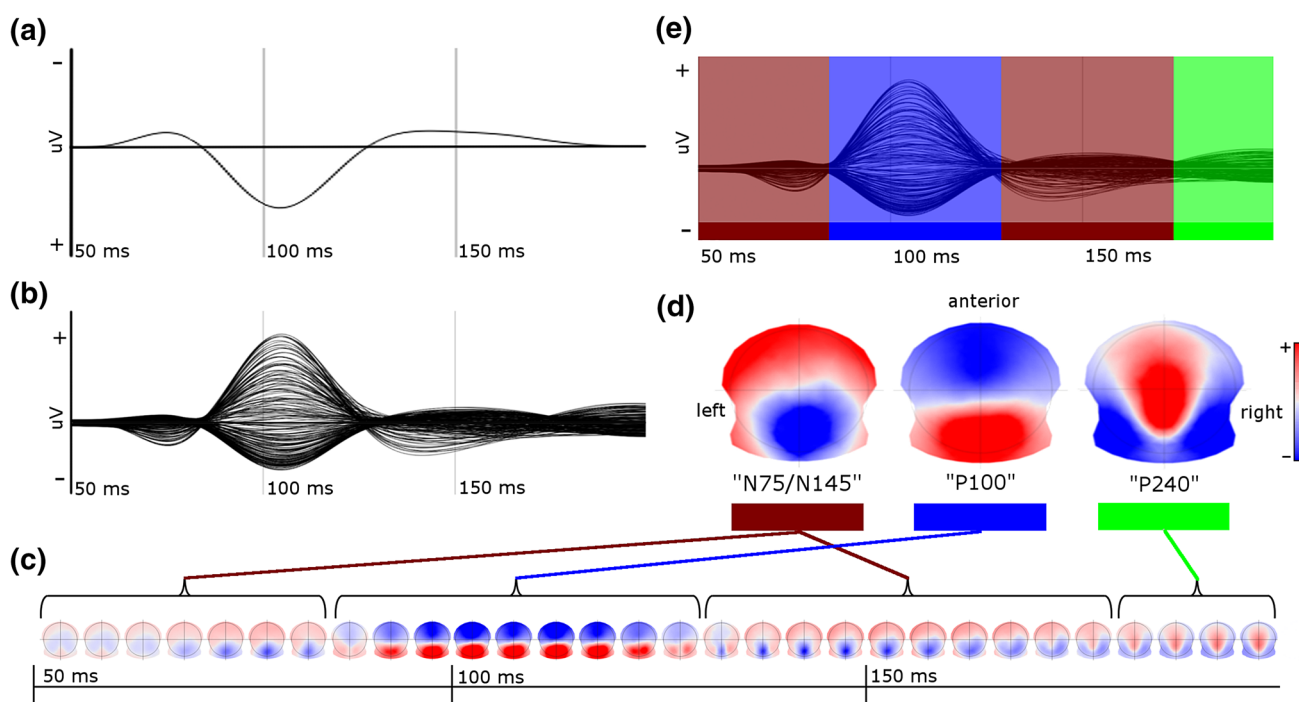 (a)
-
uV
+
50 ms
100 ms
150 ms
(b)
+
uV
-
50 ms
100 ms
150 ms
(e)
+
uV
-
50 ms
100 ms
150 ms
(d)
anterior
left
right
+
-
"N75/N145"
"P100"
"P240"
(c)
50 ms
100 ms
150 ms